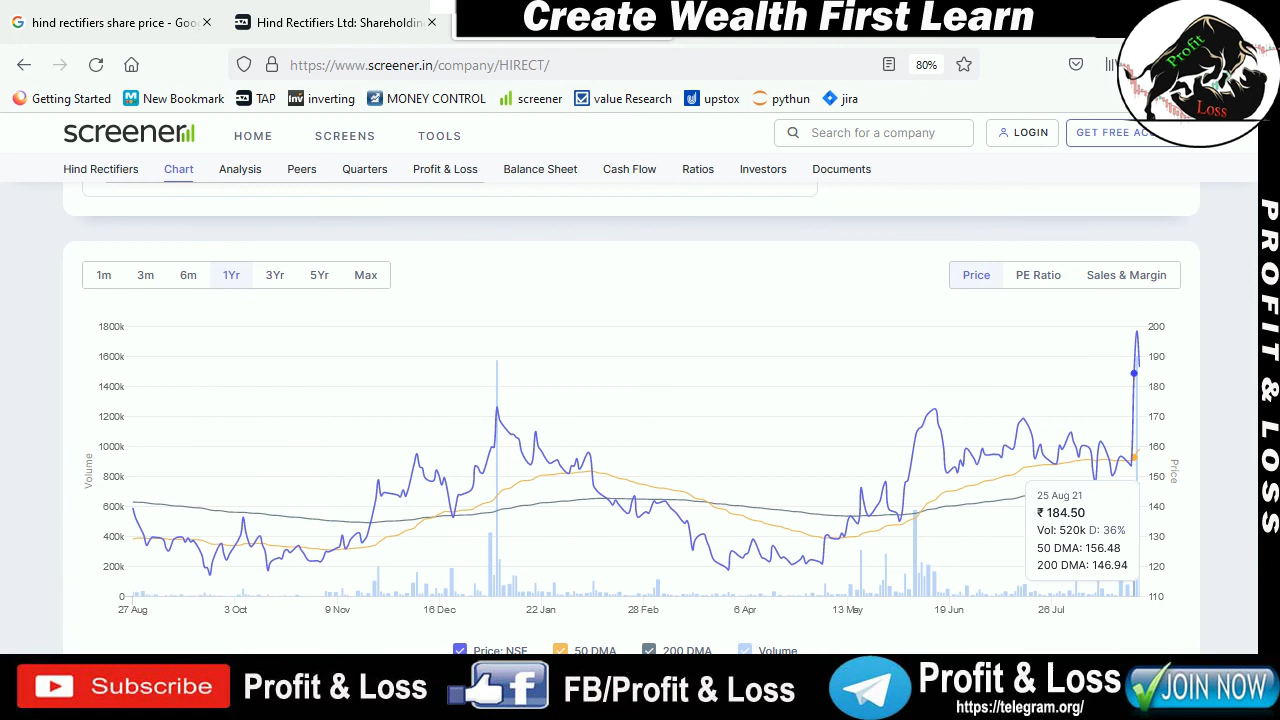 Create Wealth First Learn
hind rectifiers share price - Goo
Hind Rectifiers Ltd: Shareholdin
https://www.screener.in/company/HIRECT/
80%
Getting Started
New Bookmark
TAP
inverting
MONEYCONTROL
screener
value Research
upstox
pythun
jira
Profit
Loss
screener
HOME
SCREENS
TOOLS
Search for a company
LOGIN
GET FREE ACC
Hind Rectifiers
Chart
Analysis
Peers
Quarters
Profit & Loss
Balance Sheet
Cash Flow
Ratios
Investors
Documents
1m
3m
6m
1Yr
3Yr
5Yr
Max
Price
PE Ratio
Sales & Margin
1800k
1600k
1400k
1200k
1000k
800k
600k
400k
200k
0
Volume
200
190
180
170
160
150
140
130
120
110
Price
25 Aug 21
₹ 184.50
Vol: 520k D: 36%
50 DMA: 156.48
200 DMA: 146.94
27 Aug
3 Oct
9 Nov
16 Dec
22 Jan
28 Feb
6 Apr
13 May
19 Jun
26 Jul
Price: NSE
50 DMA
200 DMA
Volume
PROFIT & LOSS
Subscribe
Profit & Loss
FB/Profit & Loss
Profit & Loss
https://telegram.org/
JOIN NOW